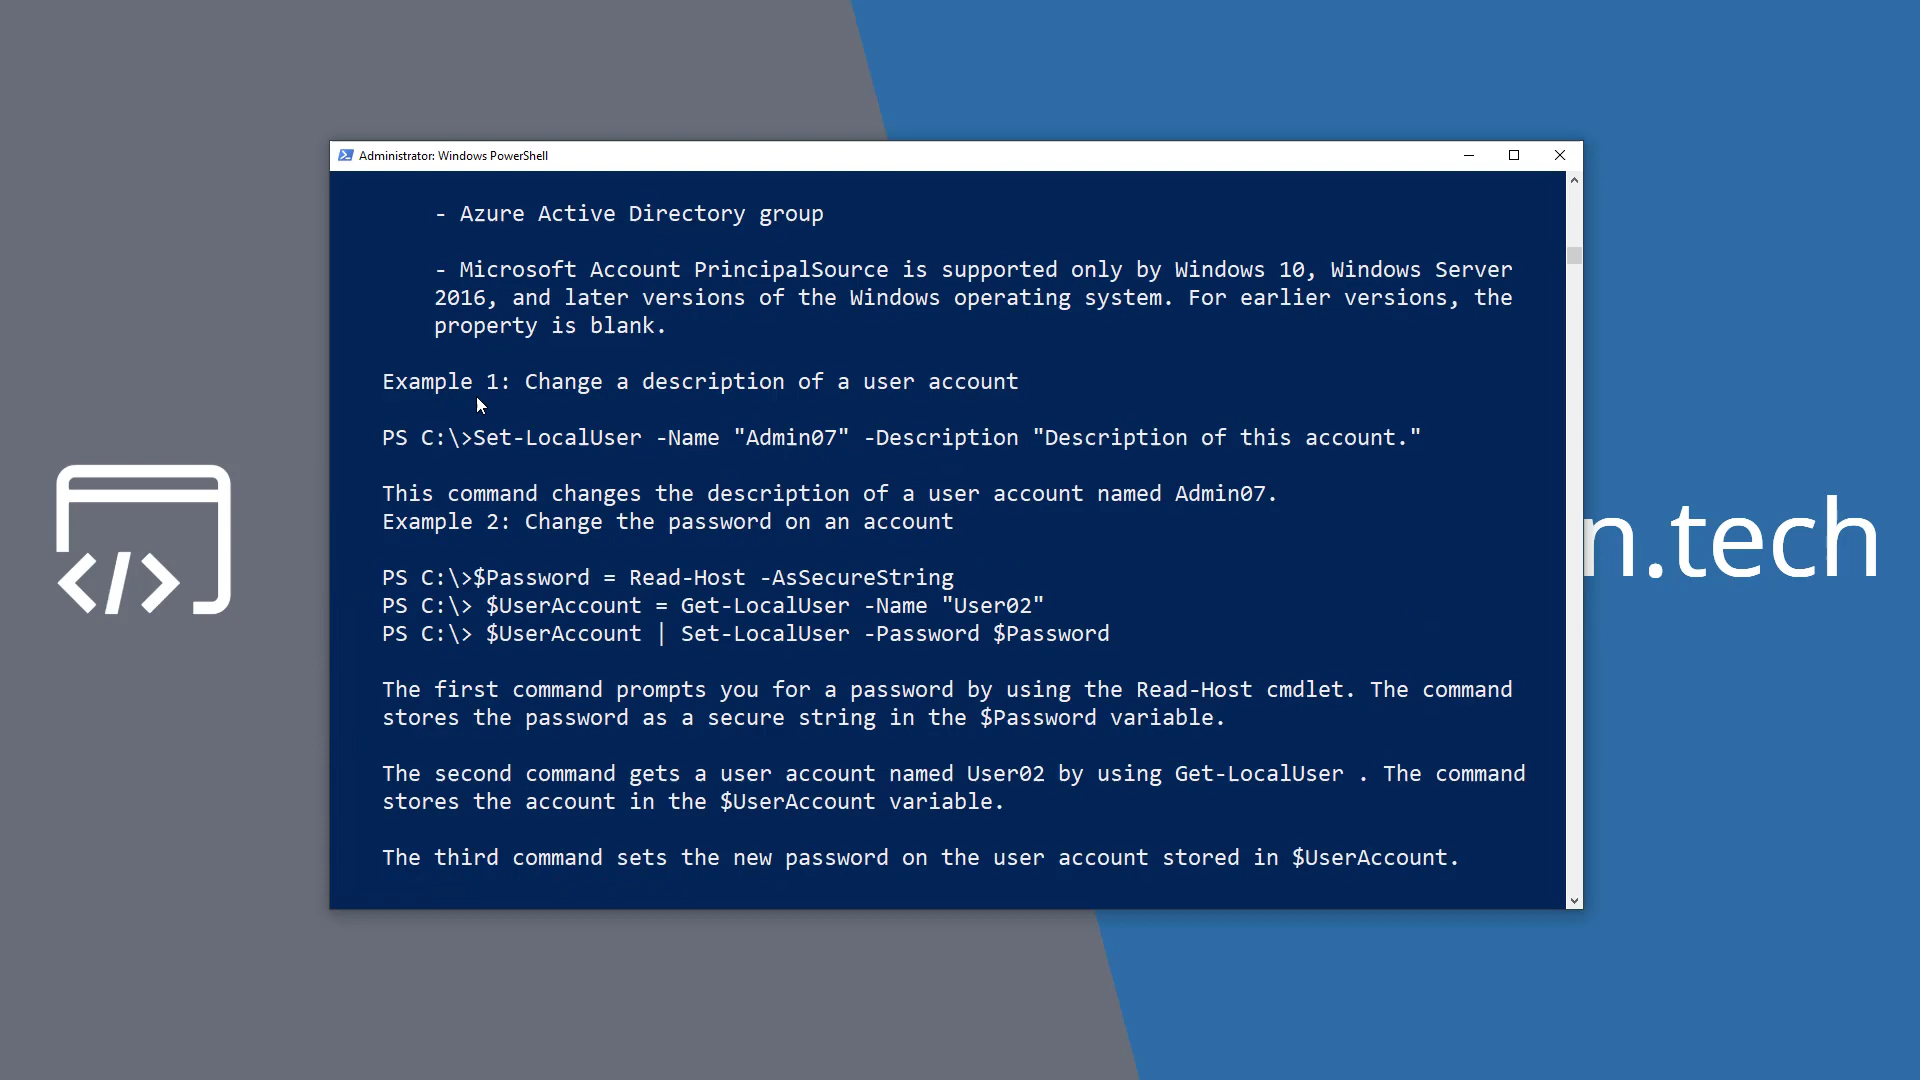 Administrator: Windows PowerShell
- Azure Active Directory group
- Microsoft Account PrincipalSource is supported only by Windows 10, Windows Server
2016, and later versions of the Windows operating system. For earlier versions, the
property is blank.
Example 1: Change a description of a user account
PS C:\>Set-LocalUser -Name "Admin07" -Description "Description of this account."
This command changes the description of a user account named Admin07.
Example 2: Change the password on an account
PS C:\>$Password = Read-Host -AsSecureString
PS C:\> $UserAccount = Get-LocalUser -Name "User02"
PS C:\> $UserAccount | Set-LocalUser -Password $Password
The first command prompts you for a password by using the Read-Host cmdlet. The command
stores the password as a secure string in the $Password variable.
The second command gets a user account named User02 by using Get-LocalUser . The command
stores the account in the $UserAccount variable.
The third command sets the new password on the user account stored in $UserAccount.
</>
n.tech